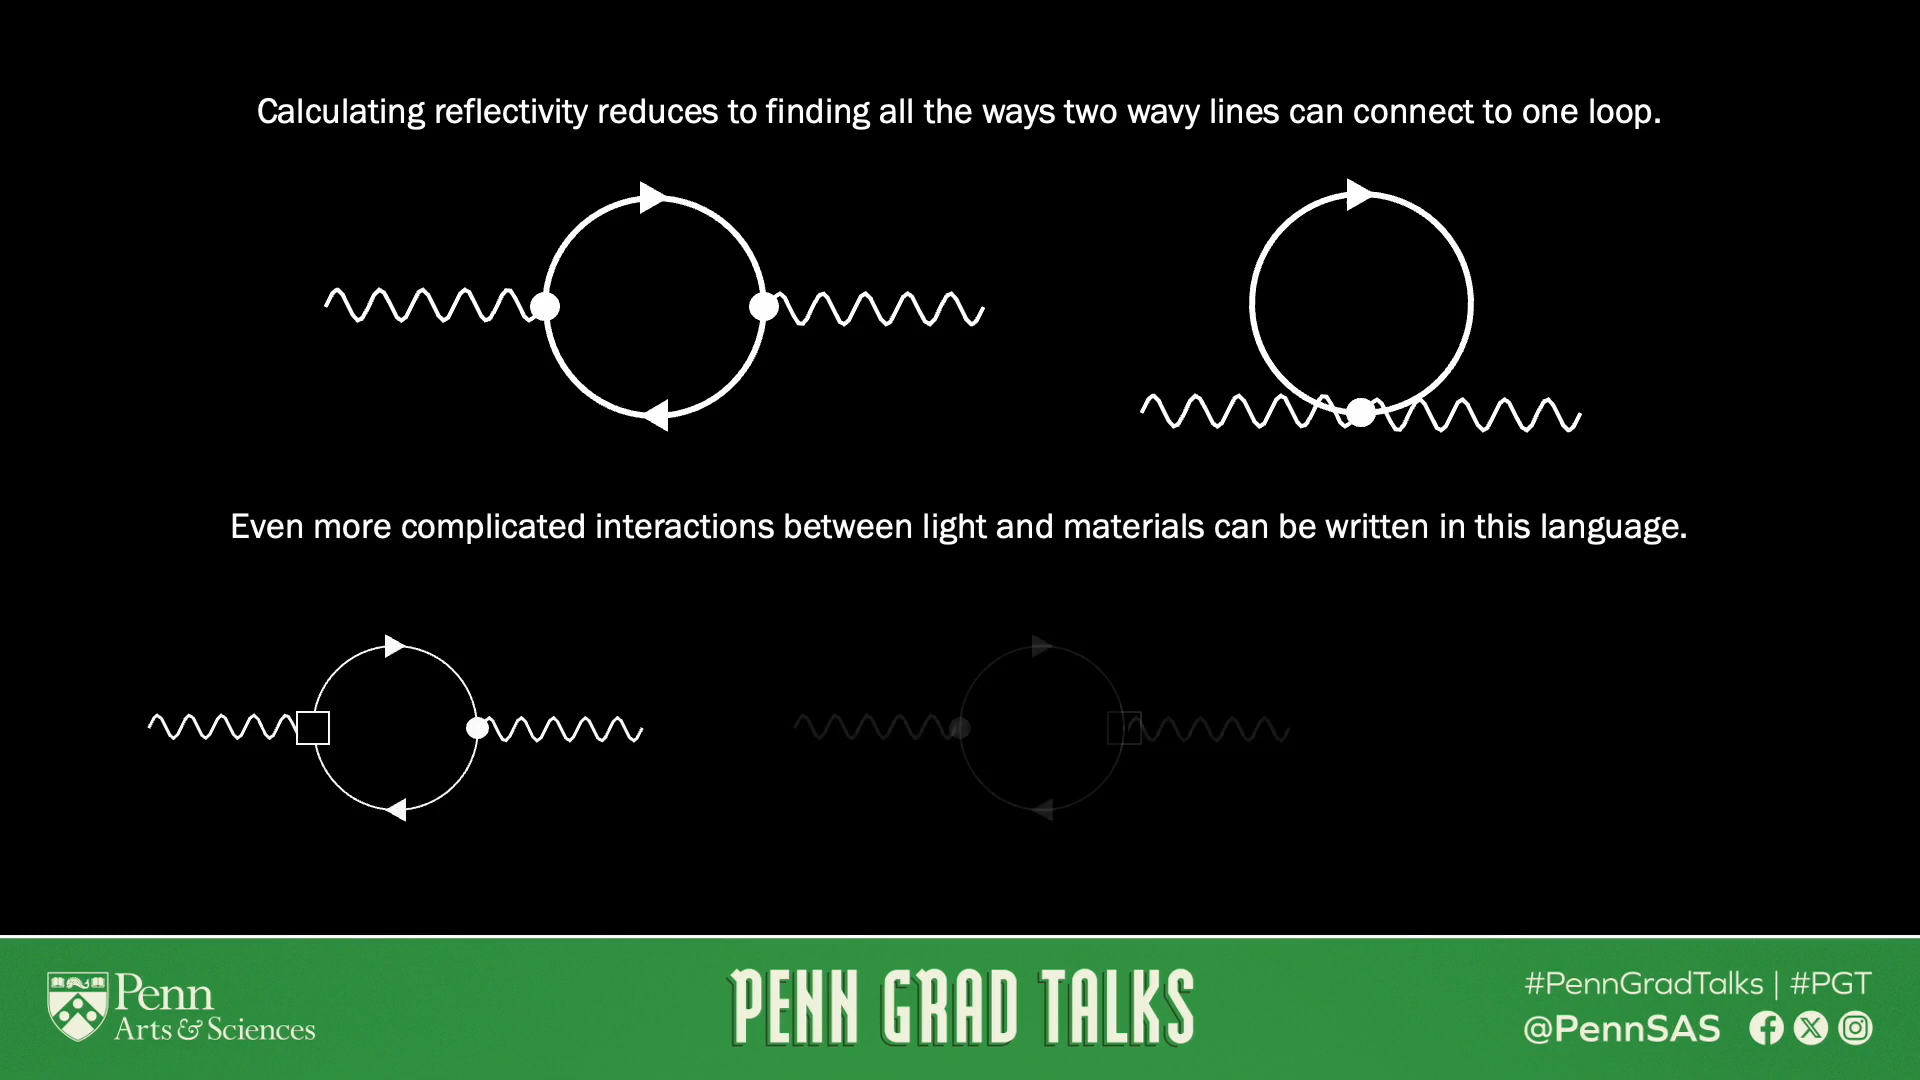 Calculating reflectivity reduces to finding all the ways two wavy lines can connect to one loop.
Even more complicated interactions between light and materials can be written in this language.
Penn
Arts & Sciences
PENN GRAD TALKS
#PennGradTalks | #PGT
@PennSAS